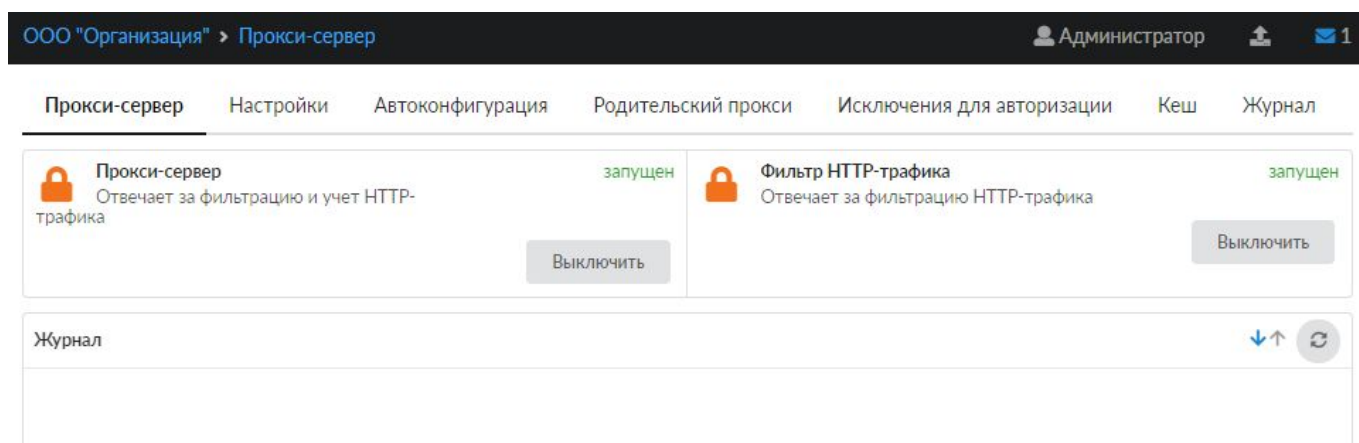 ООО "Организация" > Прокси-сервер
Администратор
1
Прокси-сервер Настройки Автоконфигурация Родительский прокси Исключения для авторизации Кеш Журнал
Прокси-сервер
запущен
Отвечает за фильтрацию и учет HTTP-
трафика
Выключить
Фильтр HTTP-трафика
запущен
Отвечает за фильтрацию HTTP-трафика
Выключить
Журнал